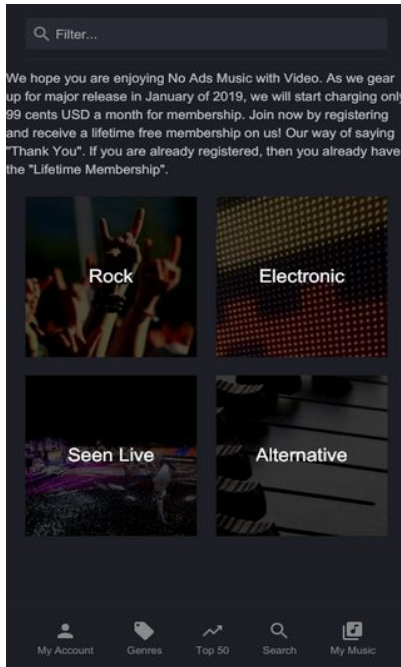 Filter...
We hope you are enjoying No Ads Music with Video. As we gear
up for major release in January of 2019, we will start charging only
99 cents USD a month for membership. Join now by registering
and receive a lifetime free membership on us! Our way of saying
"Thank You". If you are already registered, then you already have
the "Lifetime Membership".
Rock
Electronic
Seen Live
Alternative
My Account
Genres
Top 50
Search
My Music